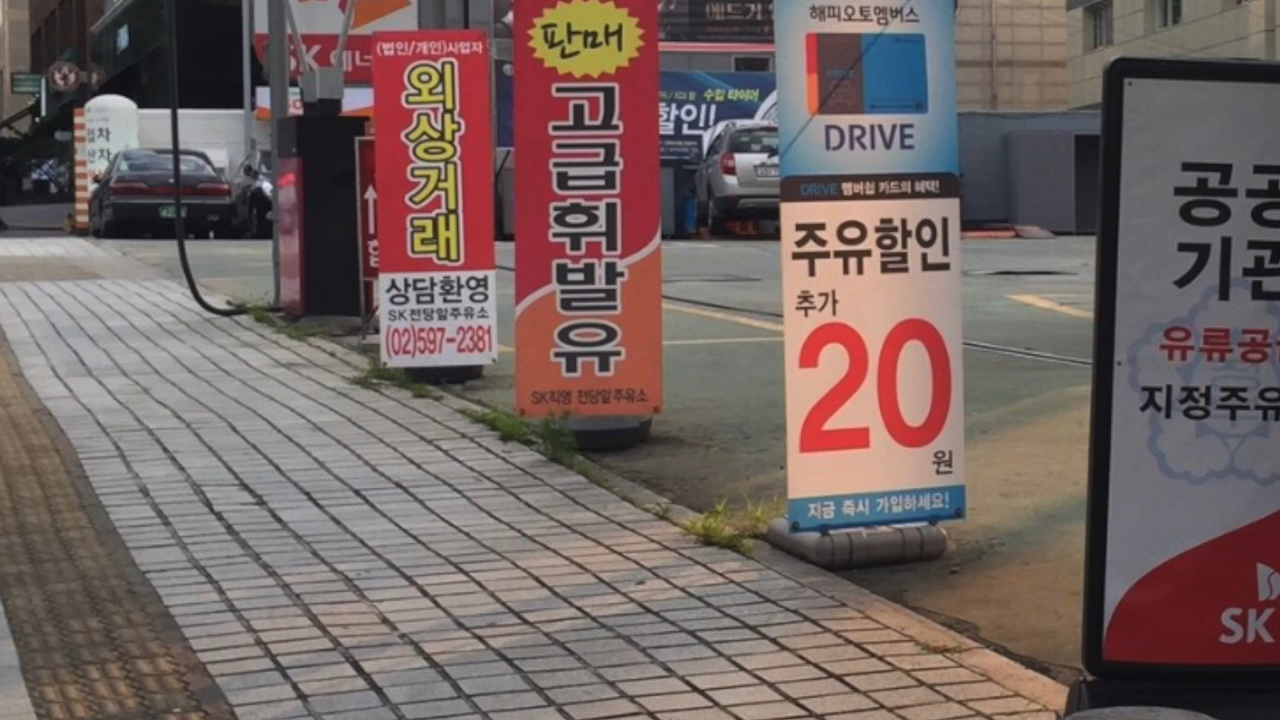 (법인/개인)사업자
외상거래
상담환영
SK전당앞주유소
(02)597-2381
판매
고급휘발유
SK직영 전당앞주유소
해피오토멤버스
DRIVE
DRIVE 멤버십 카드의 혜택!
주유할인
추가
20
원
지금 즉시 가입하세요!
수입 타이어
할인!
SK 에너
공공
기관
유류공
지정주유
SK